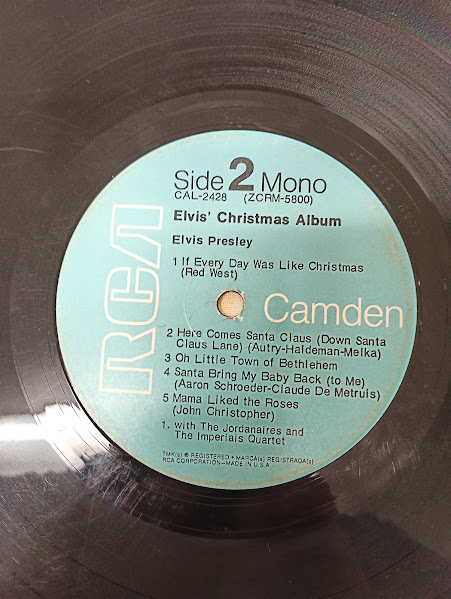 Side 2 Mono
CAL-2428 (ZCRM-5800)
Elvis' Christmas Album
Elvis Presley
1 If Every Day Was Like Christmas
(Red West)
RCA
Camden
2 Here Comes Santa Claus (Down Santa
Claus Lane) (Autry-Haldeman-Melka)
3 Oh Little Town of Bethlehem
4 Santa Bring My Baby Back (to Me)
(Aaron Schroeder-Claude De Metruis)
5 Mama Liked the Roses
(John Christopher)
1. with The Jordanaires and
The Imperials Quartet
TMK(s) ® REGISTERED • MARCA(s) REGISTRADA(s)
RCA CORPORATION—MADE IN U.S.A.